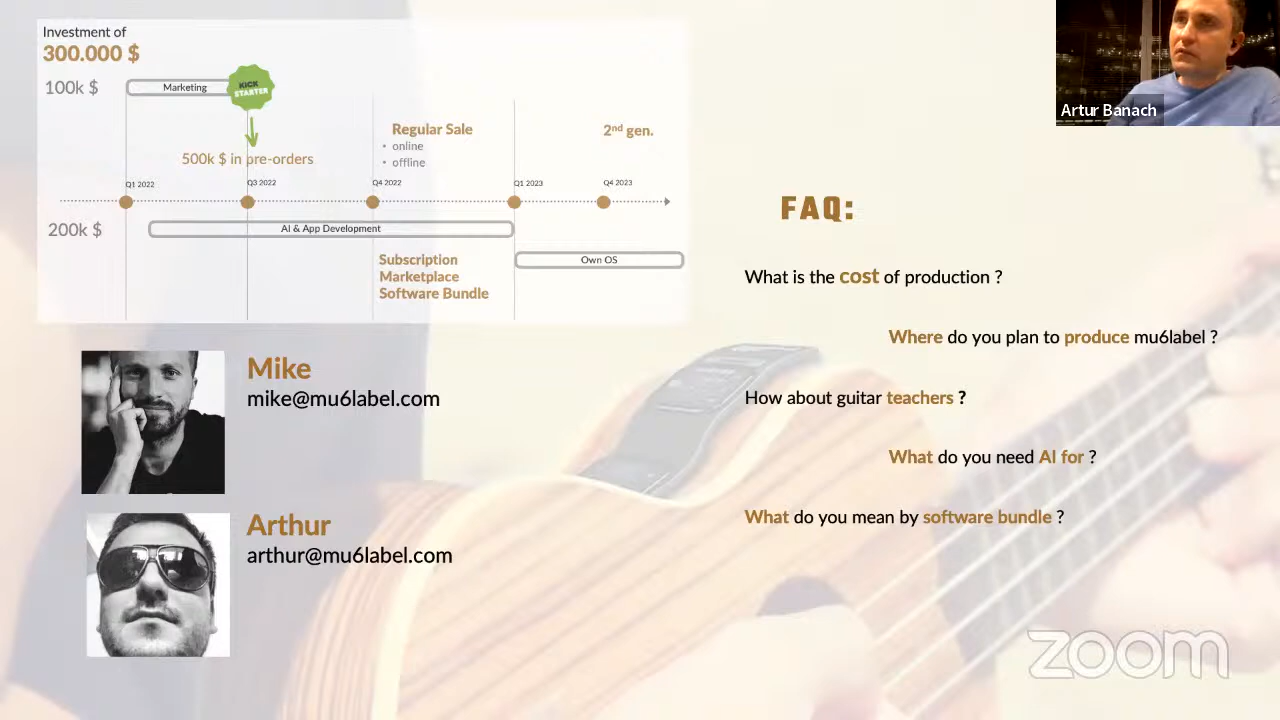 Investment of
300.000 $
100k $
Marketing
KICK
STARTER
500k $ in pre-orders
Regular Sale
• online
• offline
2nd gen.
Q1 2022
Q3 2022
Q4 2022
Q1 2023
Q4 2023
200k $
AI & App Development
Own OS
Subscription
Marketplace
Software Bundle
Mike
mike@mu6label.com
Arthur
arthur@mu6label.com
Artur Banach
FAQ:
What is the cost of production ?
Where do you plan to produce mu6label ?
How about guitar teachers ?
What do you need AI for ?
What do you mean by software bundle ?
zoom